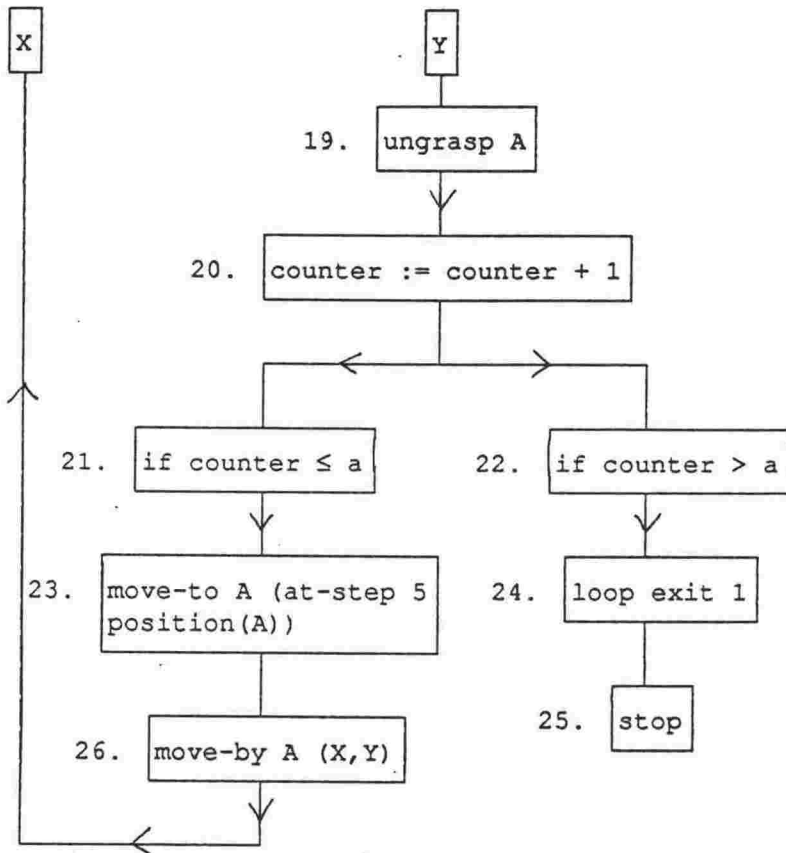 X
Y
19. ungrasp A
20. counter := counter + 1
21. if counter ≤ a
22. if counter > a
23. move-to A (at-step 5
position(A))
24. loop exit 1
25. stop
26. move-by A (X,Y)